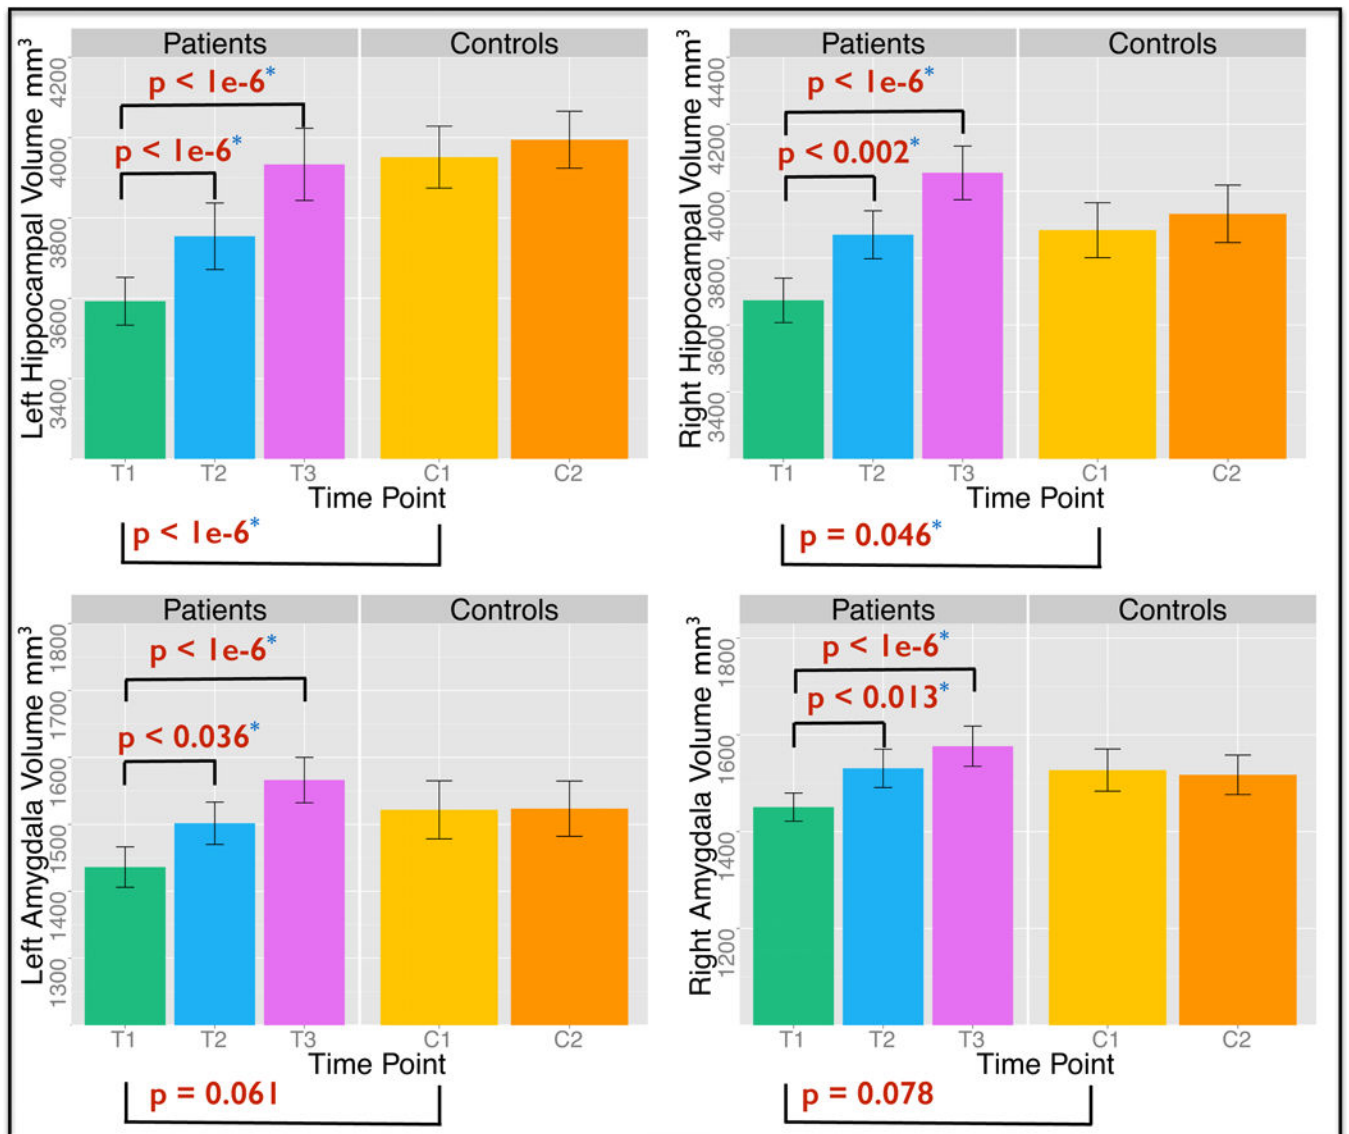 Patients Controls
Left Hippocampal Volume mm³
4200
4000
3800
3600
3400
p < 1e-6*
p < 1e-6*
T1 T2 T3 C1 C2
Time Point
p < 1e-6*
Patients Controls
Right Hippocampal Volume mm³
4400
4200
4000
3800
3600
3400
p < 1e-6*
p < 0.002*
T1 T2 T3 C1 C2
Time Point
p = 0.046*
Patients Controls
Left Amygdala Volume mm³
1800
1700
1600
1500
1400
1300
p < 1e-6*
p < 0.036*
T1 T2 T3 C1 C2
Time Point
p = 0.061
Patients Controls
Right Amygdala Volume mm³
1800
1600
1400
1200
p < 1e-6*
p < 0.013*
T1 T2 T3 C1 C2
Time Point
p = 0.078